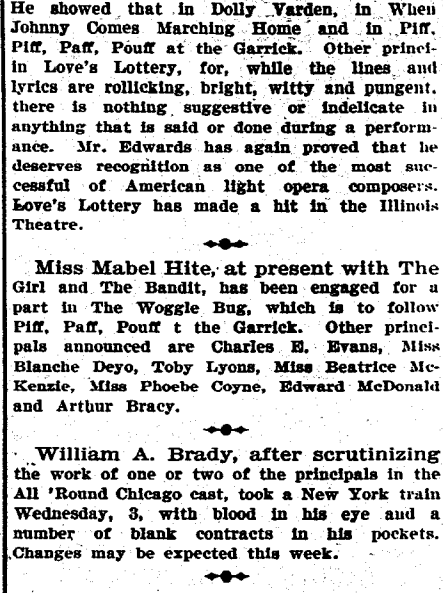 He showed that in Dolly Varden, in When
Johnny Comes Marching Home and in Piff,
Piff, Paff, Pouff at the Garrick. Other princi-
in Love's Lottery, for, while the lines and
lyrics are rollicking, bright, witty and pungent,
there is nothing suggestive or indelicate in
anything that is said or done during a perform-
ance. Mr. Edwards has again proved that he
deserves recognition as one of the most suc-
cessful of American light opera composers.
Love's Lottery has made a hit in the Illinois
Theatre.
Miss Mabel Hite, at present with The
Girl and The Bandit, has been engaged for a
part in The Woggle Bug, which is to follow
Piff, Paff, Pouff t the Garrick. Other princi-
pals announced are Charles E. Evans, Miss
Blanche Deyo, Toby Lyons, Miss Beatrice Mc-
Kenzie, Miss Phoebe Coyne, Edward McDonald
and Arthur Bracy.
William A. Brady, after scrutinizing
the work of one or two of the principals in the
All 'Round Chicago cast, took a New York train
Wednesday, 3, with blood in his eye and a
number of blank contracts in his pockets.
Changes may be expected this week.